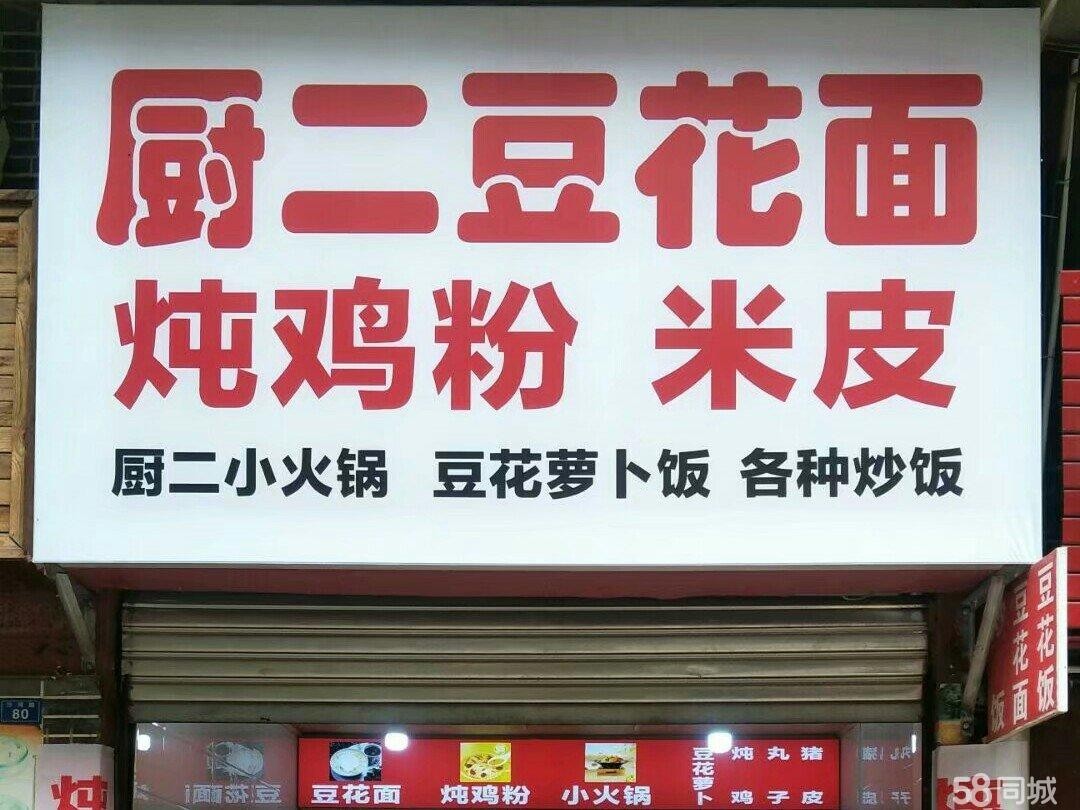 厨二豆花面
炖鸡粉 米皮
厨二小火锅 豆花萝卜饭 各种炒饭
豆花饭
豆花面
饭
80
豆花面 炖鸡粉 小火锅
豆花萝卜
炖鸡
丸子
猪皮
炖
58同城